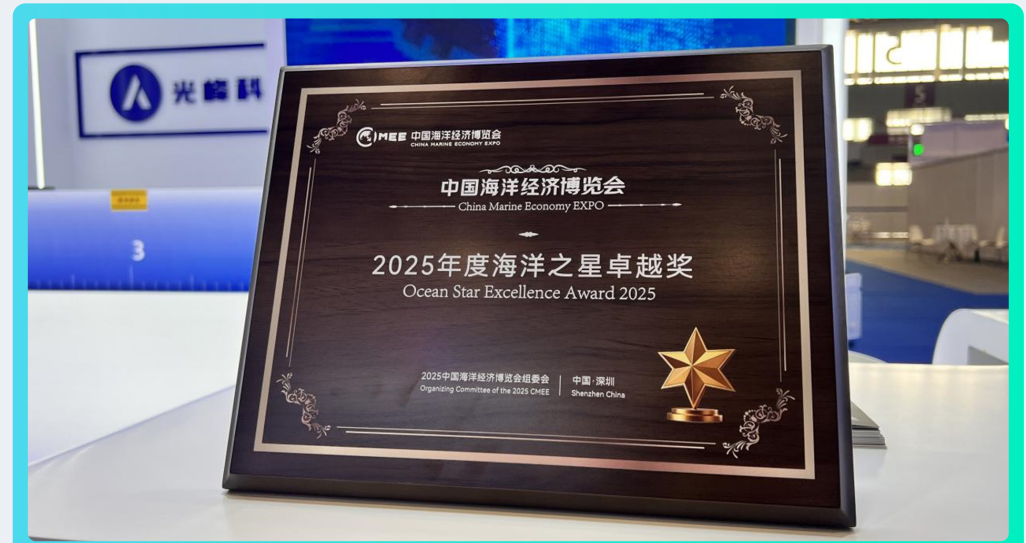 光峰科
3
5
CMEE 中国海洋经济博览会
CHINA MARINE ECONOMY EXPO
中国海洋经济博览会
China Marine Economy EXPO
2025年度海洋之星卓越奖
Ocean Star Excellence Award 2025
2025中国海洋经济博览会组委会
Organizing Committee of the 2025 CMEE
中国·深圳
Shenzhen China